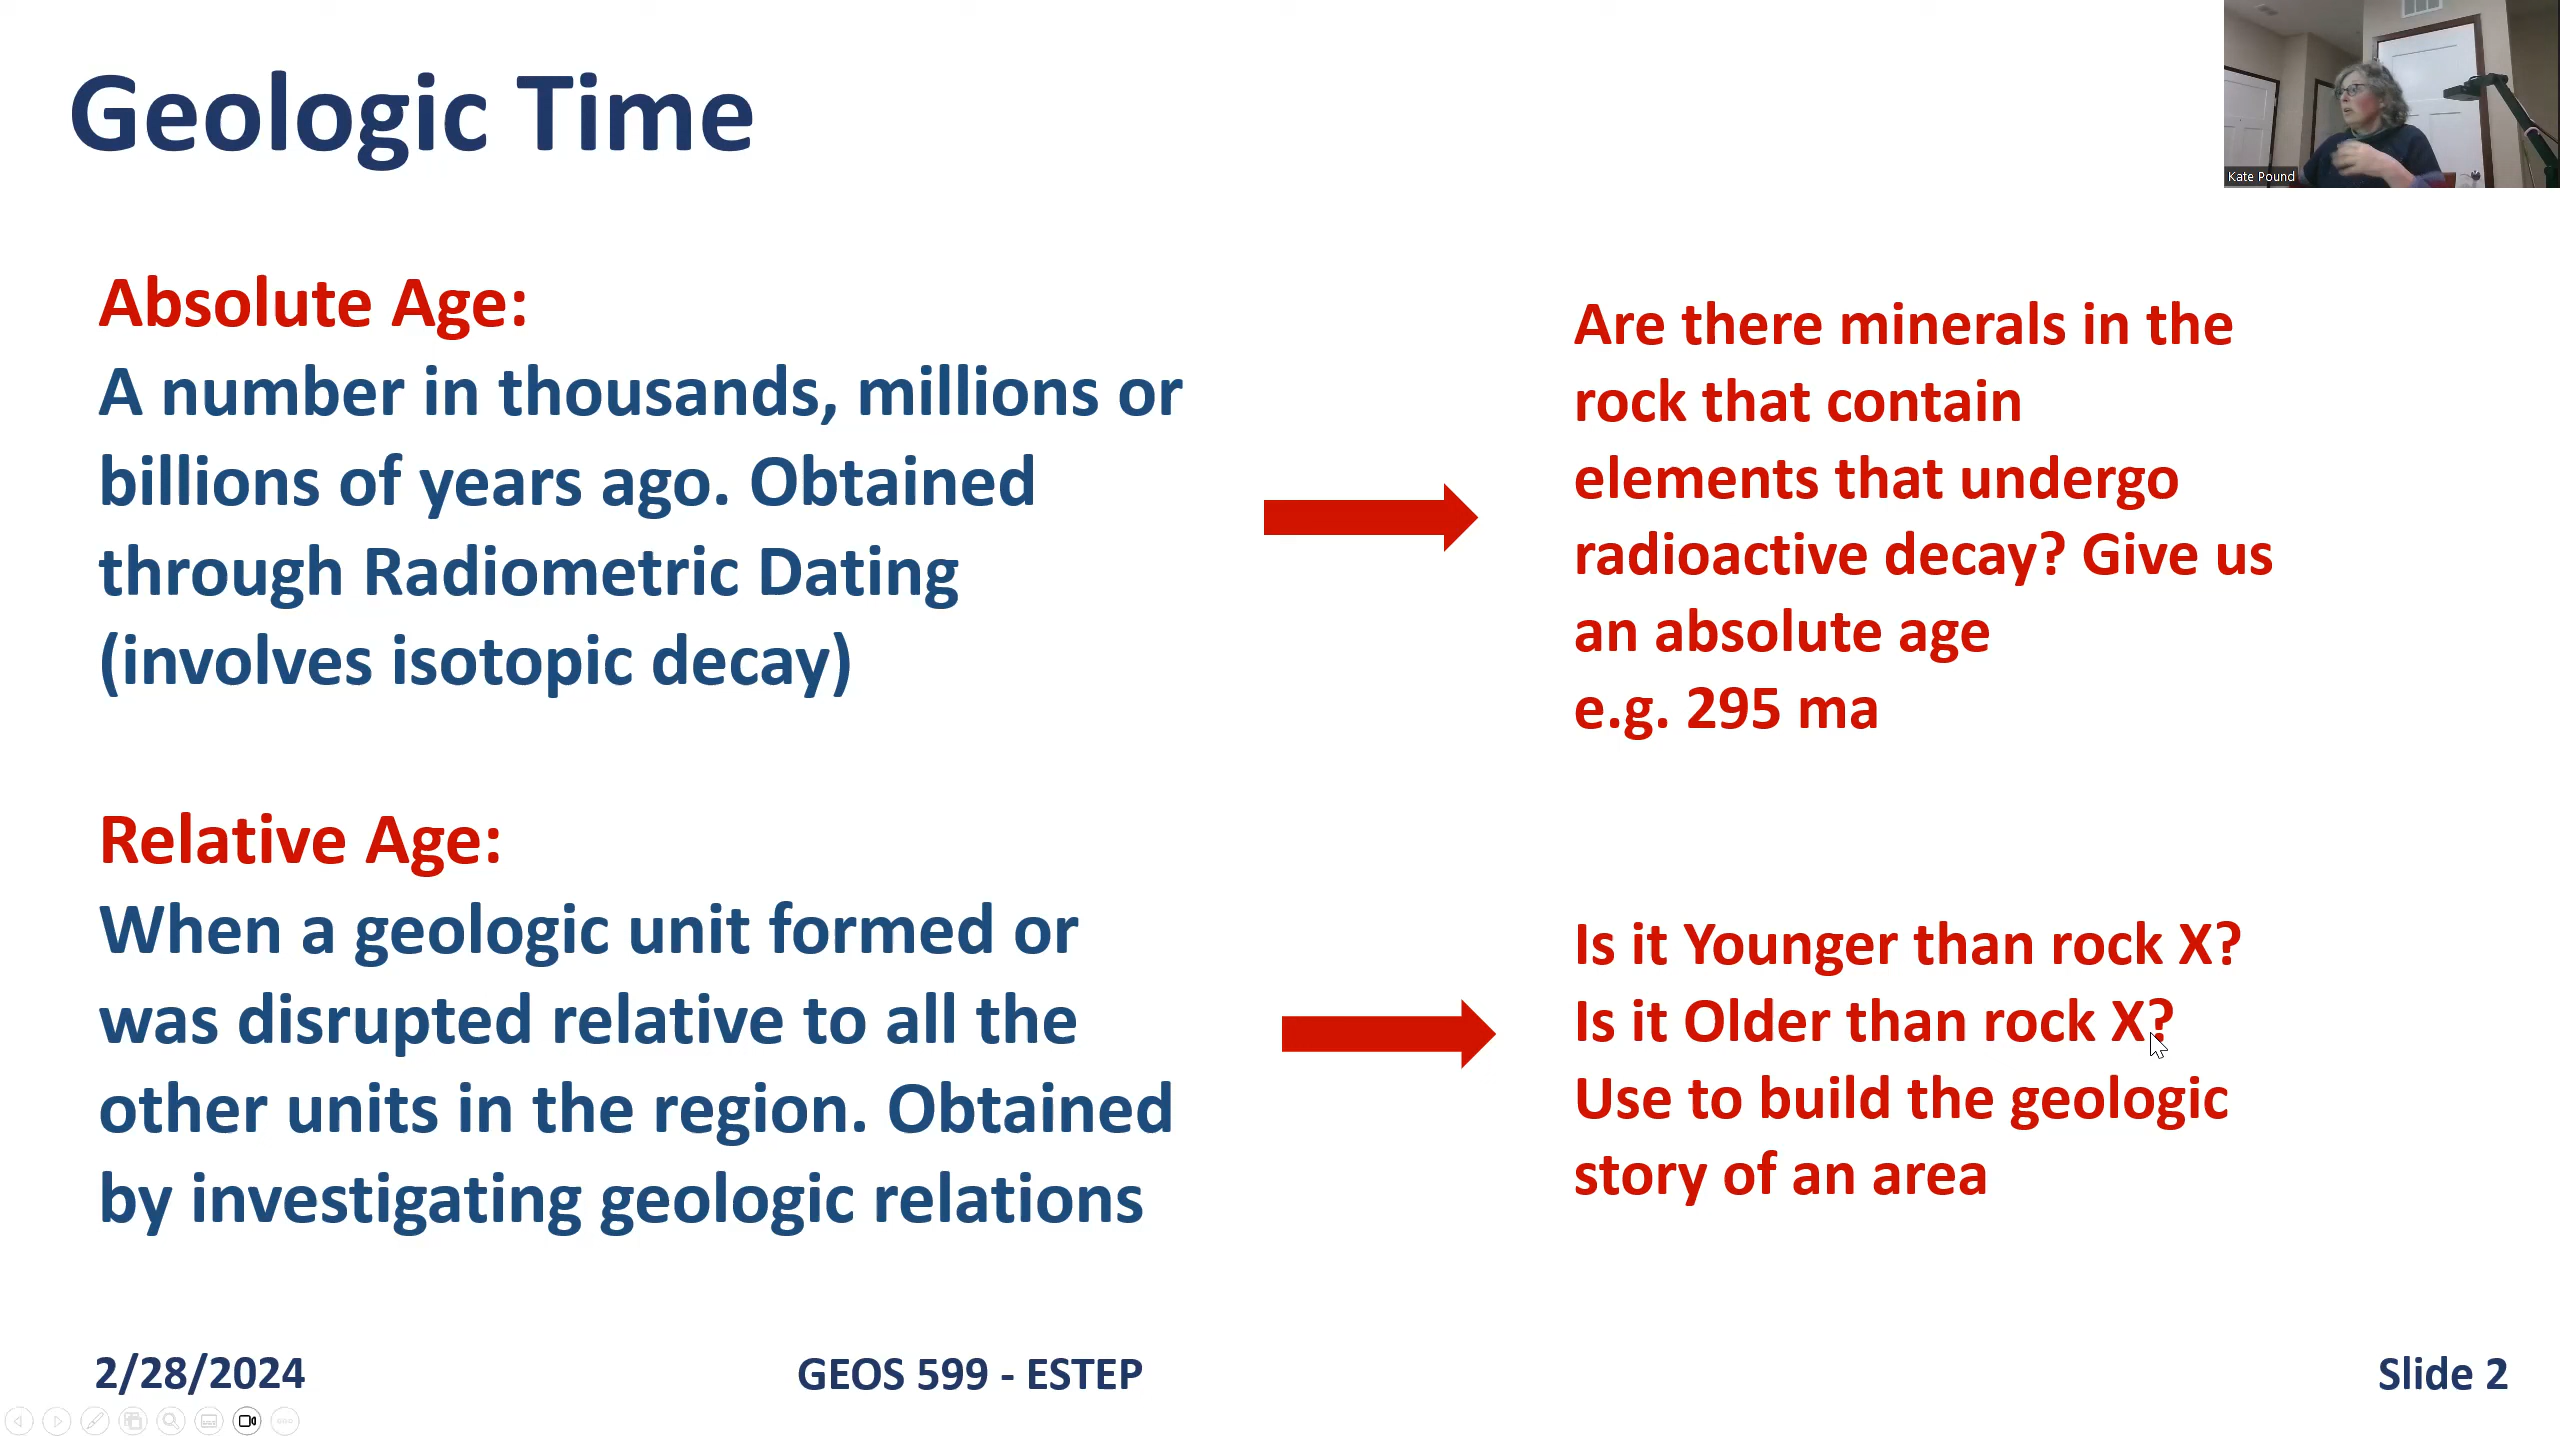 Geologic Time
Kate Pound
Absolute Age:
A number in thousands, millions or
billions of years ago. Obtained
through Radiometric Dating
(involves isotopic decay)
Are there minerals in the
rock that contain
elements that undergo
radioactive decay? Give us
an absolute age
e.g. 295 ma
Relative Age:
When a geologic unit formed or
was disrupted relative to all the
other units in the region. Obtained
by investigating geologic relations
Is it Younger than rock X?
Is it Older than rock X?
Use to build the geologic
story of an area
2/28/2024
GEOS 599 - ESTEP
Slide 2